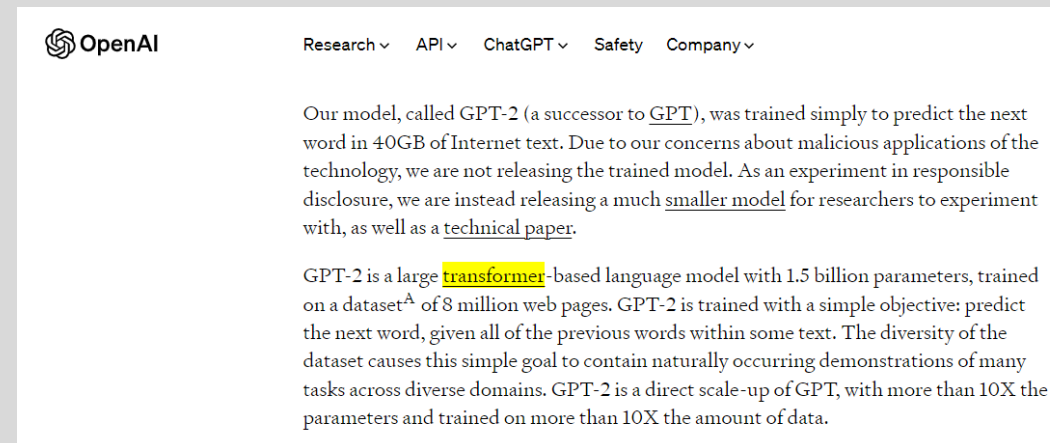 OpenAI
Research API ChatGPT Safety Company
Our model, called GPT-2 (a successor to GPT), was trained simply to predict the next
word in 40GB of Internet text. Due to our concerns about malicious applications of the
technology, we are not releasing the trained model. As an experiment in responsible
disclosure, we are instead releasing a much smaller model for researchers to experiment
with, as well as a technical paper.
GPT-2 is a large transformer-based language model with 1.5 billion parameters, trained
on a datasetA of 8 million web pages. GPT-2 is trained with a simple objective: predict
the next word, given all of the previous words within some text. The diversity of the
dataset causes this simple goal to contain naturally occurring demonstrations of many
tasks across diverse domains. GPT-2 is a direct scale-up of GPT, with more than 10X the
parameters and trained on more than 10X the amount of data.